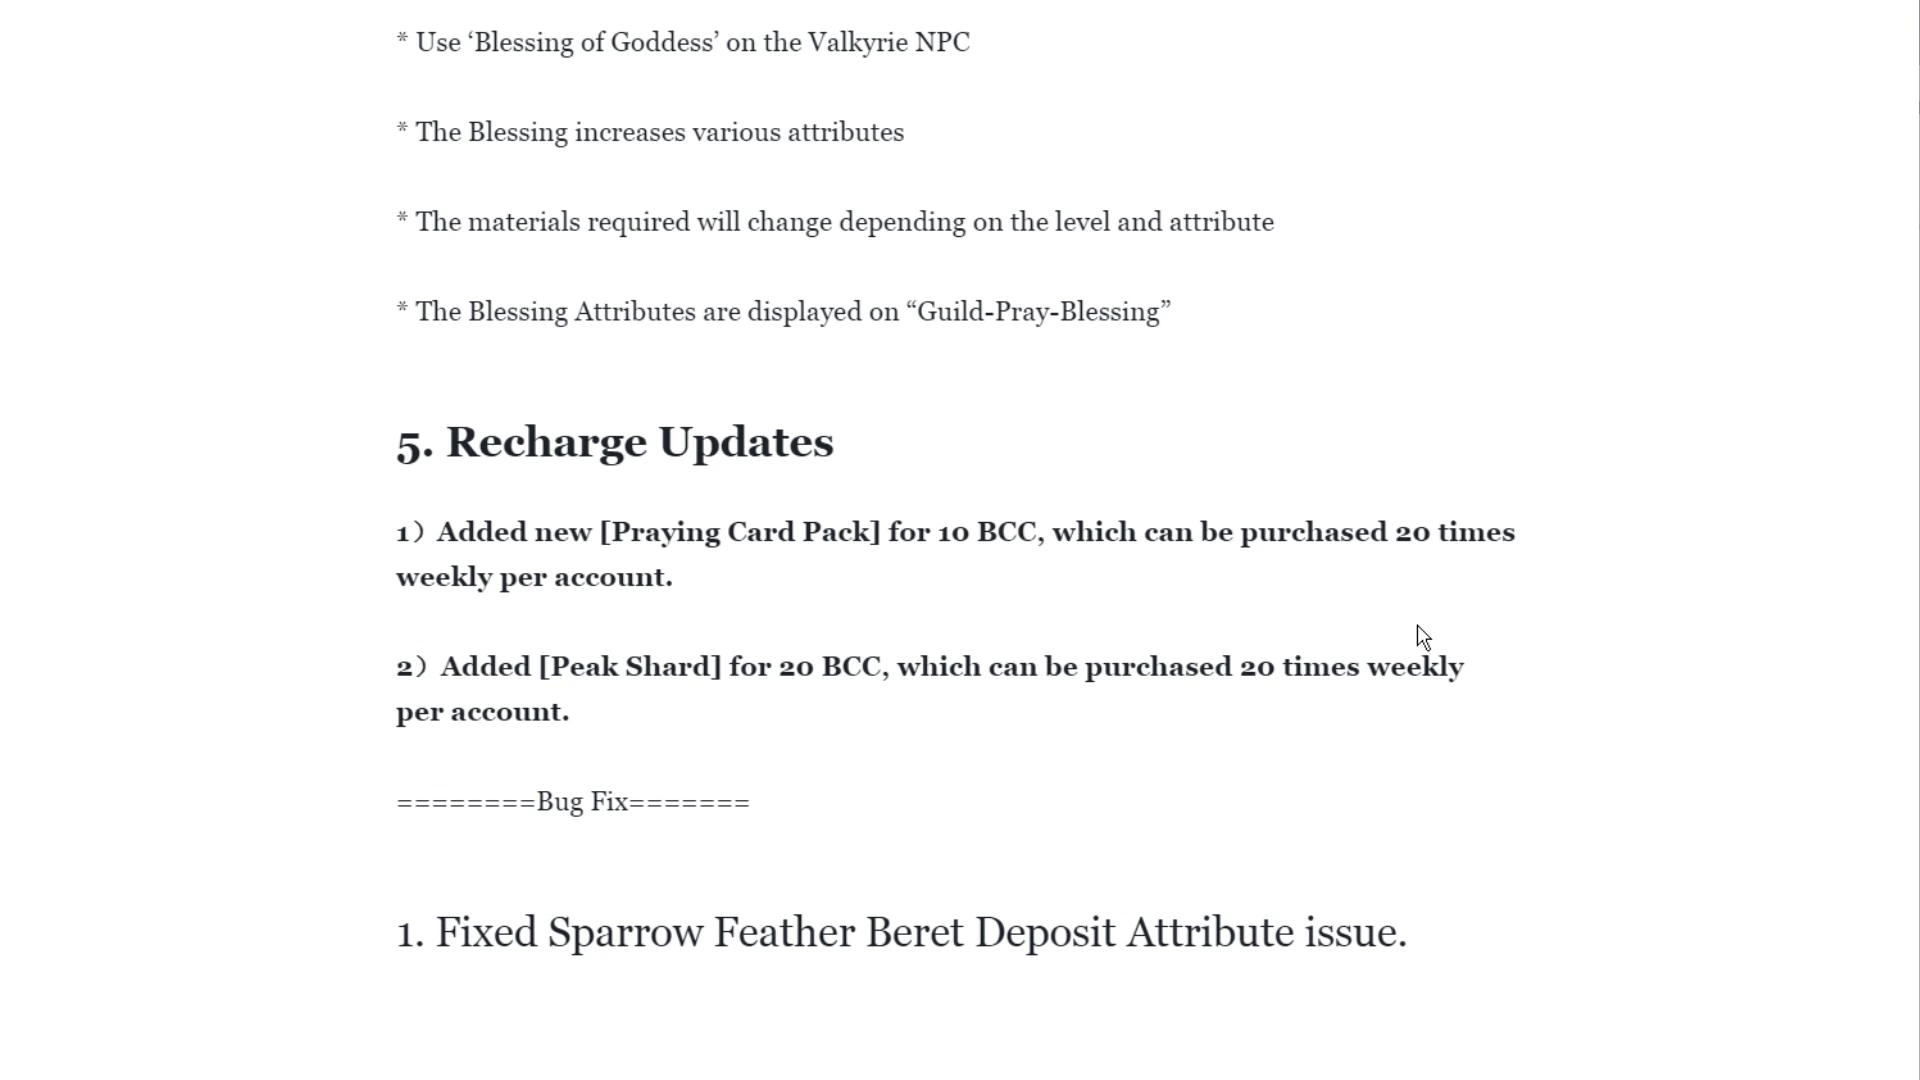 * Use ‘Blessing of Goddess’ on the Valkyrie NPC
* The Blessing increases various attributes
* The materials required will change depending on the level and attribute
* The Blessing Attributes are displayed on “Guild-Pray-Blessing”
5. Recharge Updates
1）Added new [Praying Card Pack] for 10 BCC, which can be purchased 20 times
weekly per account.
2）Added [Peak Shard] for 20 BCC, which can be purchased 20 times weekly
per account.
========Bug Fix=======
1. Fixed Sparrow Feather Beret Deposit Attribute issue.